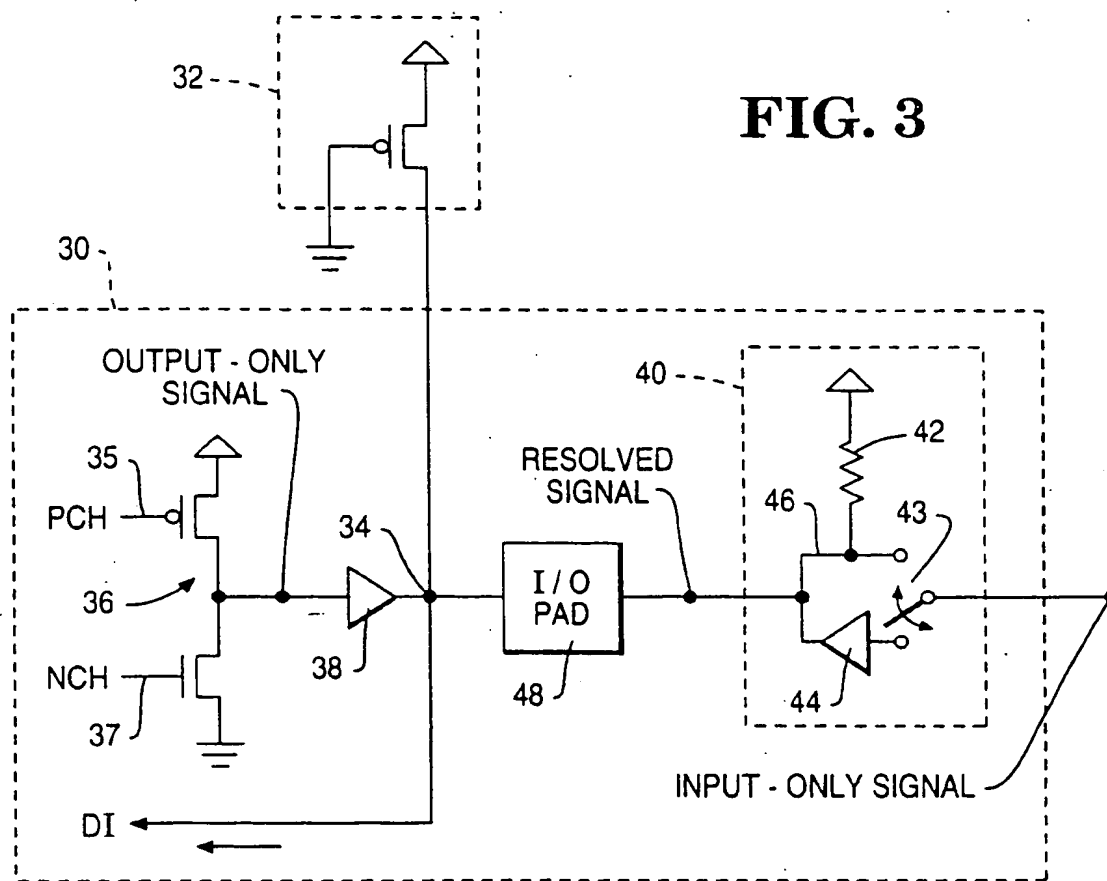 32
FIG. 3
30
OUTPUT - ONLY
SIGNAL
40
42
35
PCH
RESOLVED
SIGNAL
46
43
34
36
I / O
PAD
38
NCH
37
48
44
INPUT - ONLY SIGNAL
DI